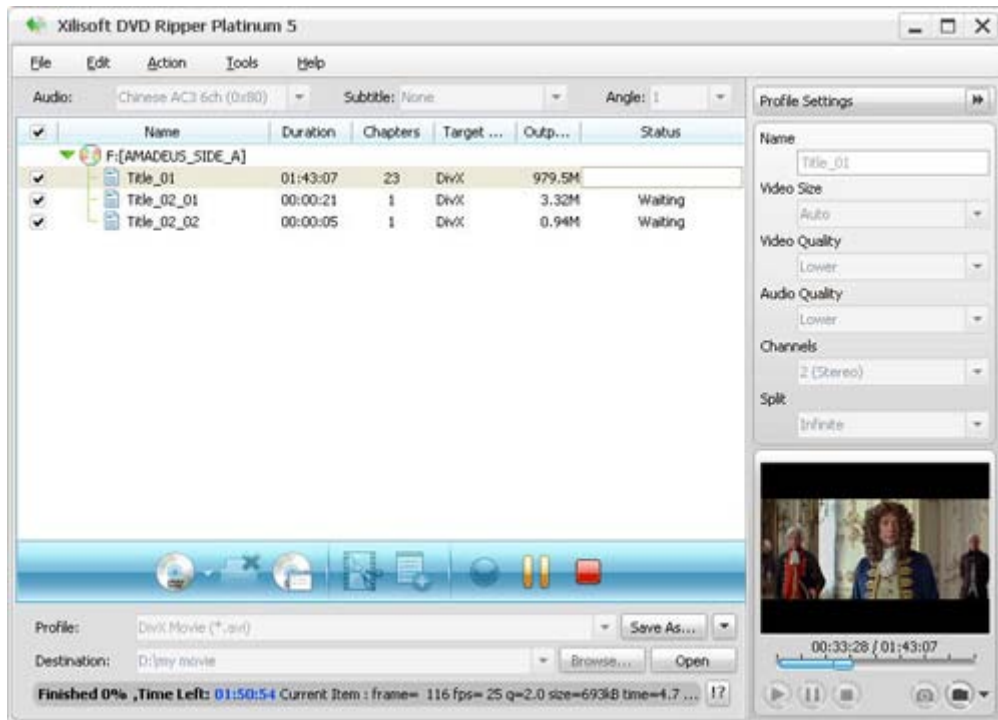 Xilisoft DVD Ripper Platinum 5
File Edit Action Tools Help
Audio: Chinese AC3 6ch (0x80) Subtitle: None Angle: 1
Name Duration Chapters Target ... Outp... Status
F:[AMADEUS_SIDE_A]
Title_01 01:43:07 23 DivX 979.5M
Title_02_01 00:00:21 1 DivX 3.32M Waiting
Title_02_02 00:00:05 1 DivX 0.94M Waiting
Profile Settings
Name
Title_01
Video Size
Auto
Video Quality
Lower
Audio Quality
Lower
Channels
2 (Stereo)
Split
Infinite
00:33:28 / 01:43:07
Profile: DivX Movie (*.avi) Save As...
Destination: D:\my movie Browse... Open
Finished 0% ,Time Left: 01:50:54 Current Item : frame= 116 fps= 25 q=2.0 size=693kB time=4.7 ... !?